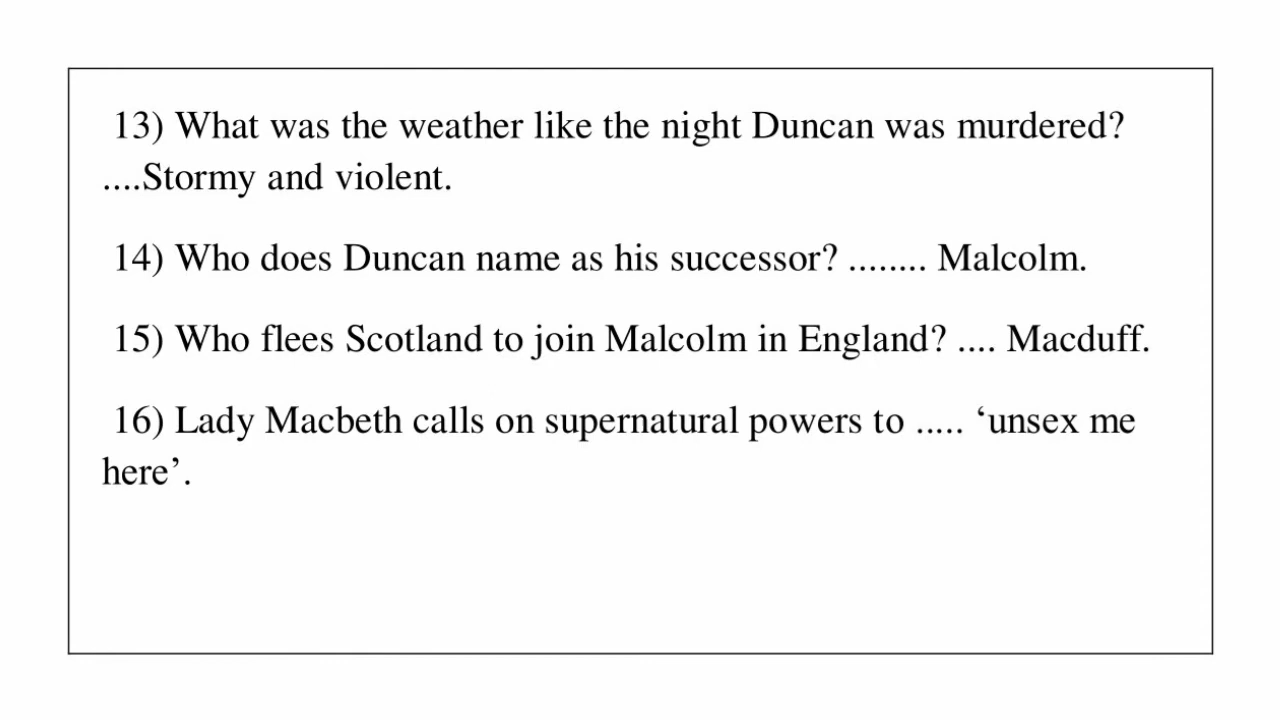 13) What was the weather like the night Duncan was murdered?
....Stormy and violent.
14) Who does Duncan name as his successor? ........ Malcolm.
15) Who flees Scotland to join Malcolm in England? .... Macduff.
16) Lady Macbeth calls on supernatural powers to ..... ‘unsex me
here’.